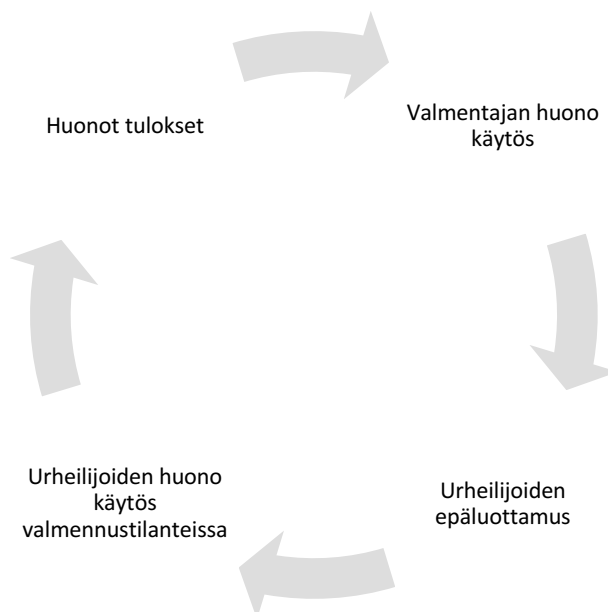 Huonot tulokset
Valmentajan huono
käytös
Urheilijoiden
epäluottamus
Urheilijoiden huono
käytös
valmennustilanteissa